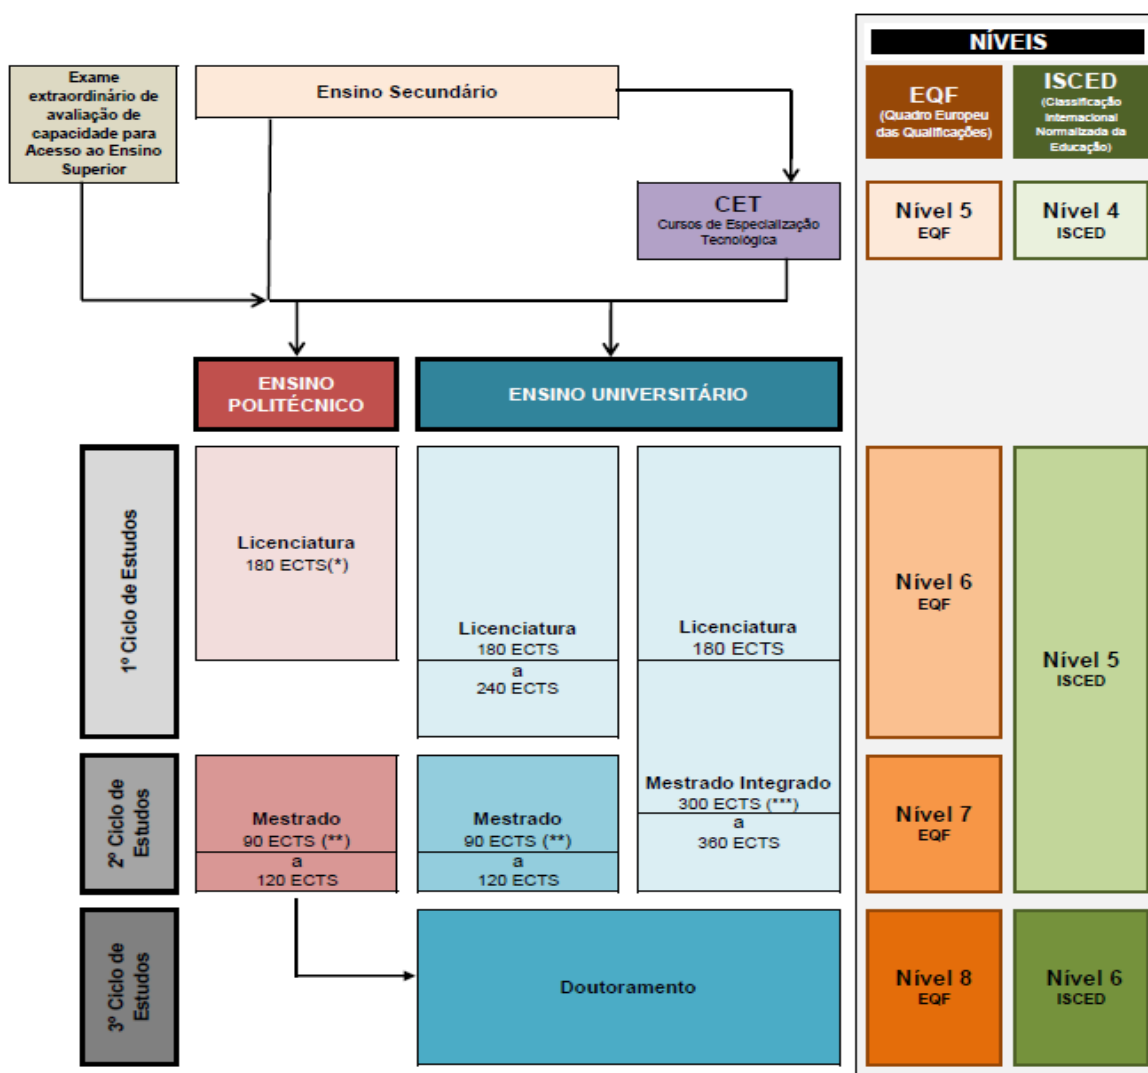 NÍVEIS
Exame
extraordinário de
avaliação de
capacidade para
Acesso ao Ensino
Superior
Ensino Secundário
EQF
(Quadro Europeu
das Qualificações)
ISCED
(Classificação
Internacional
Normalizada da
Educação)
CET
Cursos de Especialização
Tecnológica
Nível 5
EQF
Nível 4
ISCED
ENSINO
POLITÉCNICO
ENSINO UNIVERSITÁRIO
1º Ciclo de Estudos
Licenciatura
180 ECTS(*)
Licenciatura
180 ECTS
a
240 ECTS
Licenciatura
180 ECTS
Nível 6
EQF
Nível 5
ISCED
2º Ciclo de
Estudos
Mestrado
90 ECTS (**)
a
120 ECTS
Mestrado
90 ECTS (**)
a
120 ECTS
Mestrado Integrado
300 ECTS (***)
a
360 ECTS
Nível 7
EQF
3º Ciclo de
Estudos
Doutoramento
Nível 8
EQF
Nível 6
ISCED